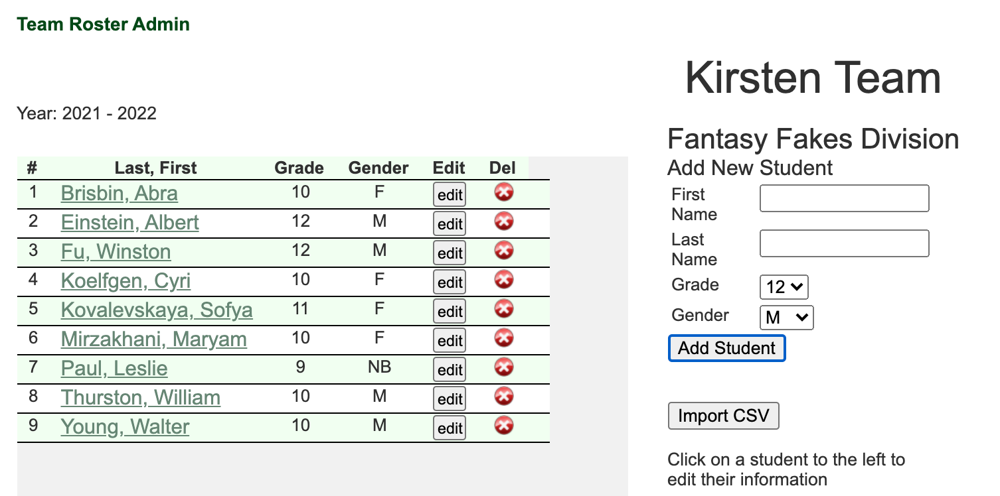 Team Roster Admin
Kirsten Team
Year: 2021 - 2022
Fantasy Fakes Division
# Last, First Grade Gender Edit Del
1 Brisbin, Abra 10 F edit
2 Einstein, Albert 12 M edit
3 Fu, Winston 12 M edit
4 Koelfgen, Cyri 10 F edit
5 Kovalevskaya, Sofya 11 F edit
6 Mirzakhani, Maryam 10 F edit
7 Paul, Leslie 9 NB edit
8 Thurston, William 10 M edit
9 Young, Walter 10 M edit
Add New Student
First
Name
Last
Name
Grade 12
Gender M
Add Student
Import CSV
Click on a student to the left to
edit their information